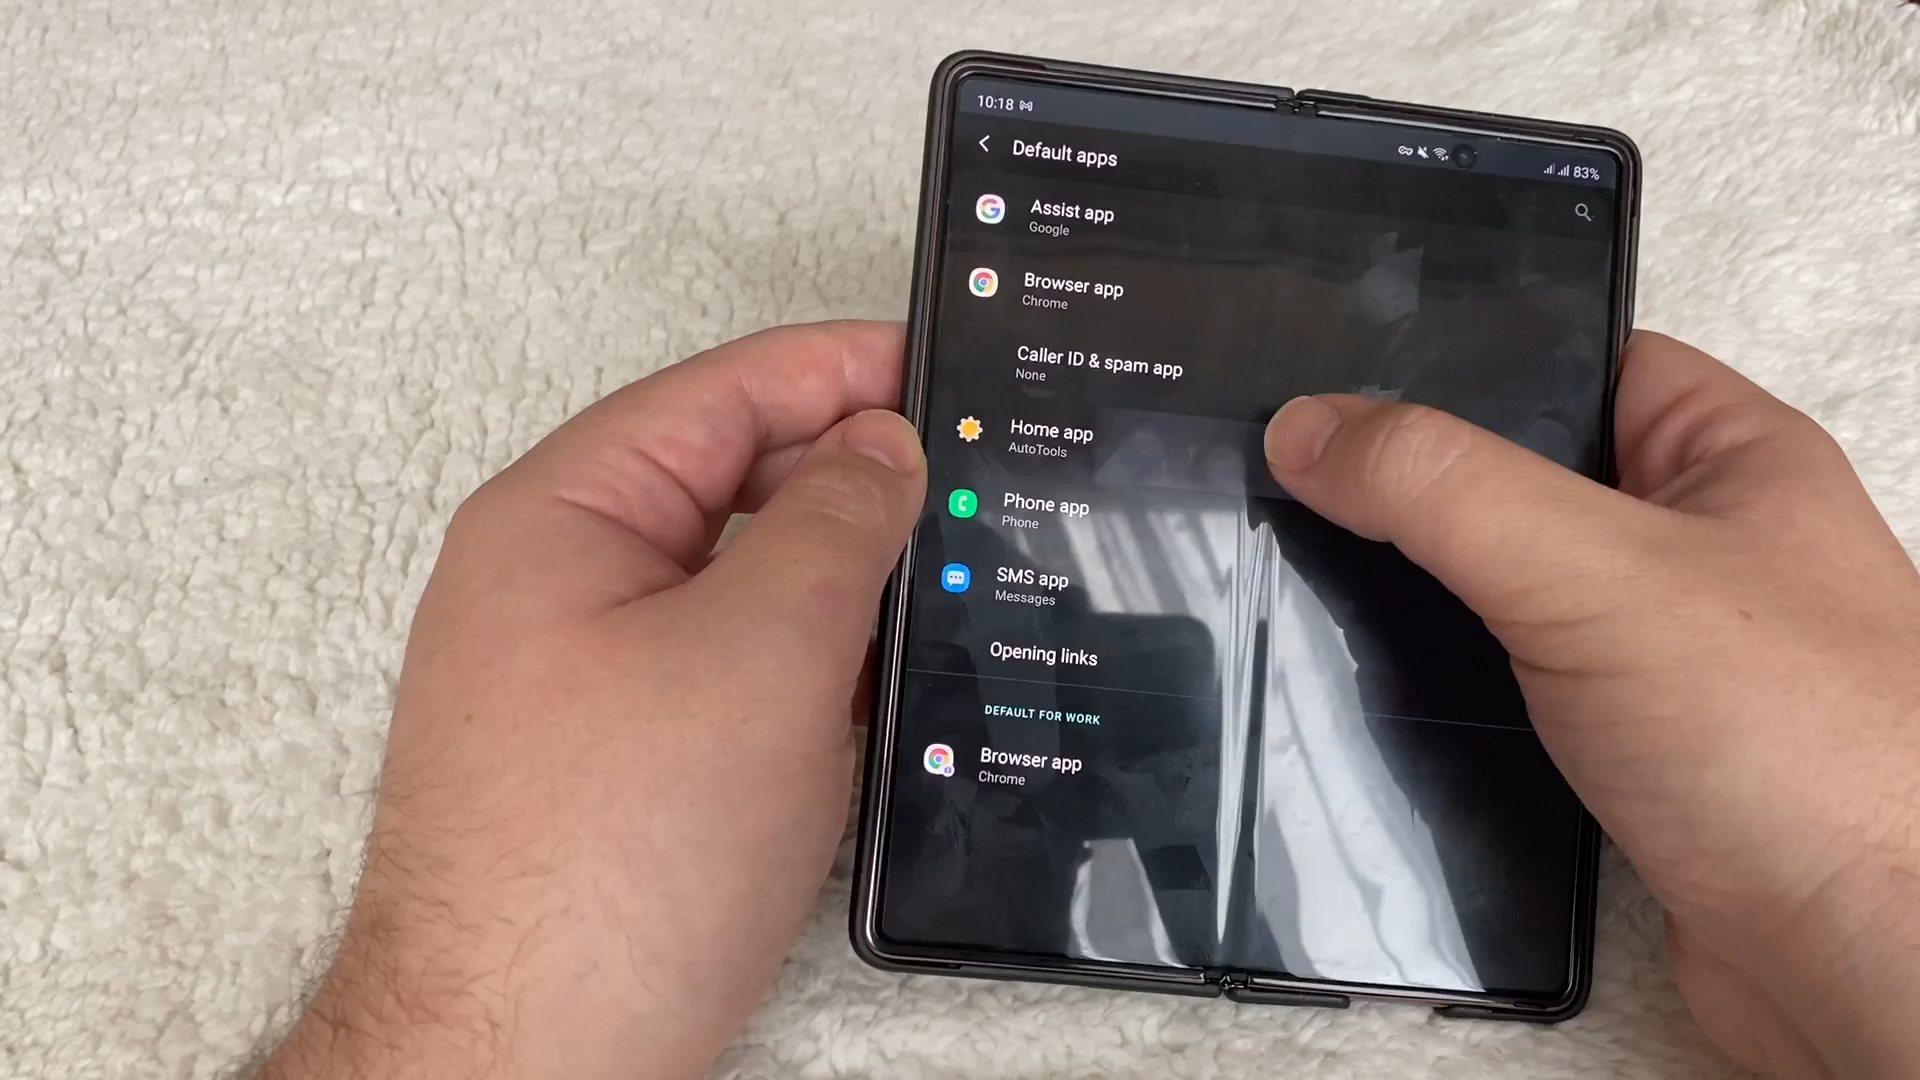 10:18
83%
Default apps
Assist app
Google
Browser app
Chrome
Caller ID & spam app
None
Home app
AutoTools
Phone app
Phone
SMS app
Messages
Opening links
DEFAULT FOR WORK
Browser app
Chrome